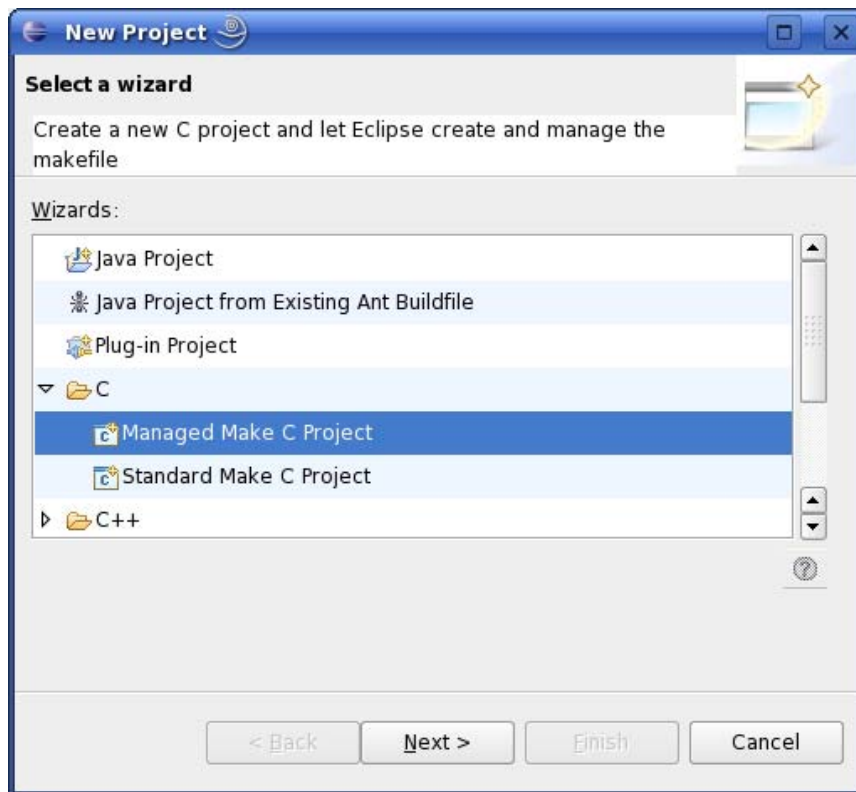 New Project
Select a wizard
Create a new C project and let Eclipse create and manage the
makefile
Wizards:
Java Project
Java Project from Existing Ant Buildfile
Plug-in Project
C
Managed Make C Project
Standard Make C Project
C++
< Back Next > Finish Cancel